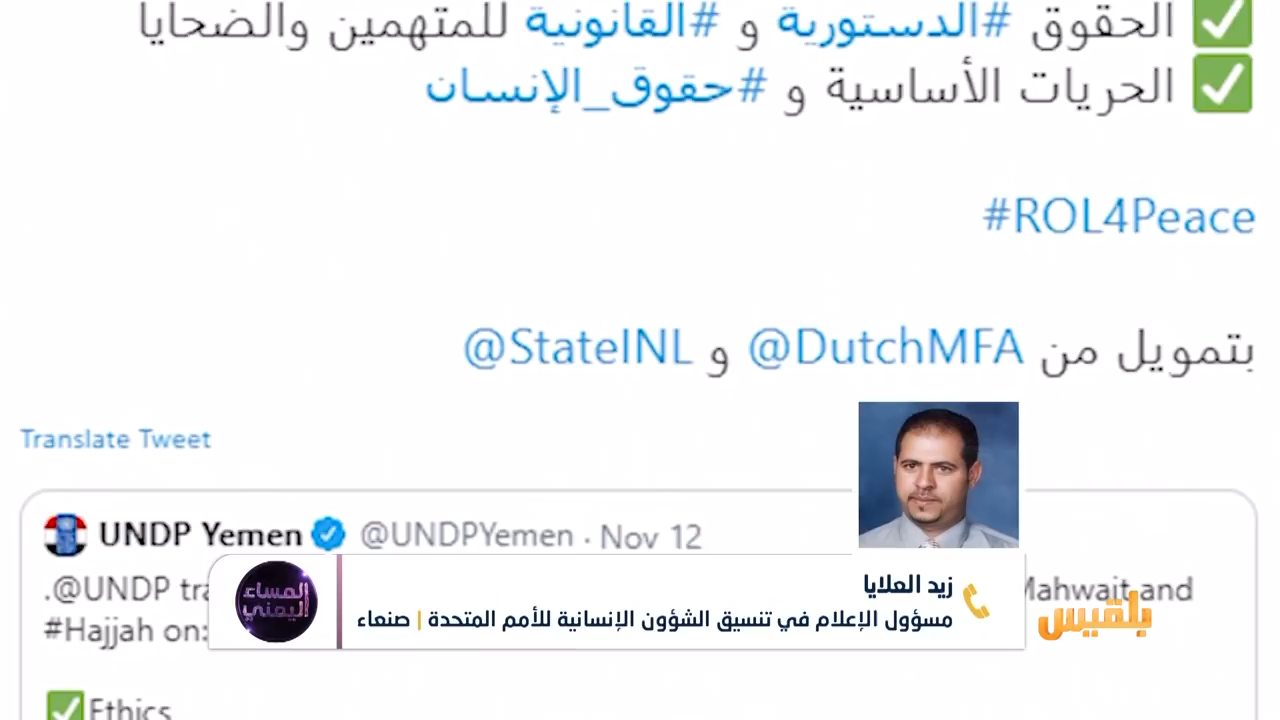 الحقوق #الدستورية و #القانونية للمتهمين والضحايا
الحريات الأساسية و #حقوق_الإنسان
#ROL4Peace
بتمويل من @DutchMFA و @StateINL
Translate Tweet
UNDP Yemen @UNDPYemen · Nov 12
.@UNDP tra
Mahwait and
#Hajjah on:
Ethics
زيد العلايا
مسؤول الإعلام في تنسيق الشؤون الإنسانية للأمم المتحدة | صنعاء
المساء
اليمني
بلقيس